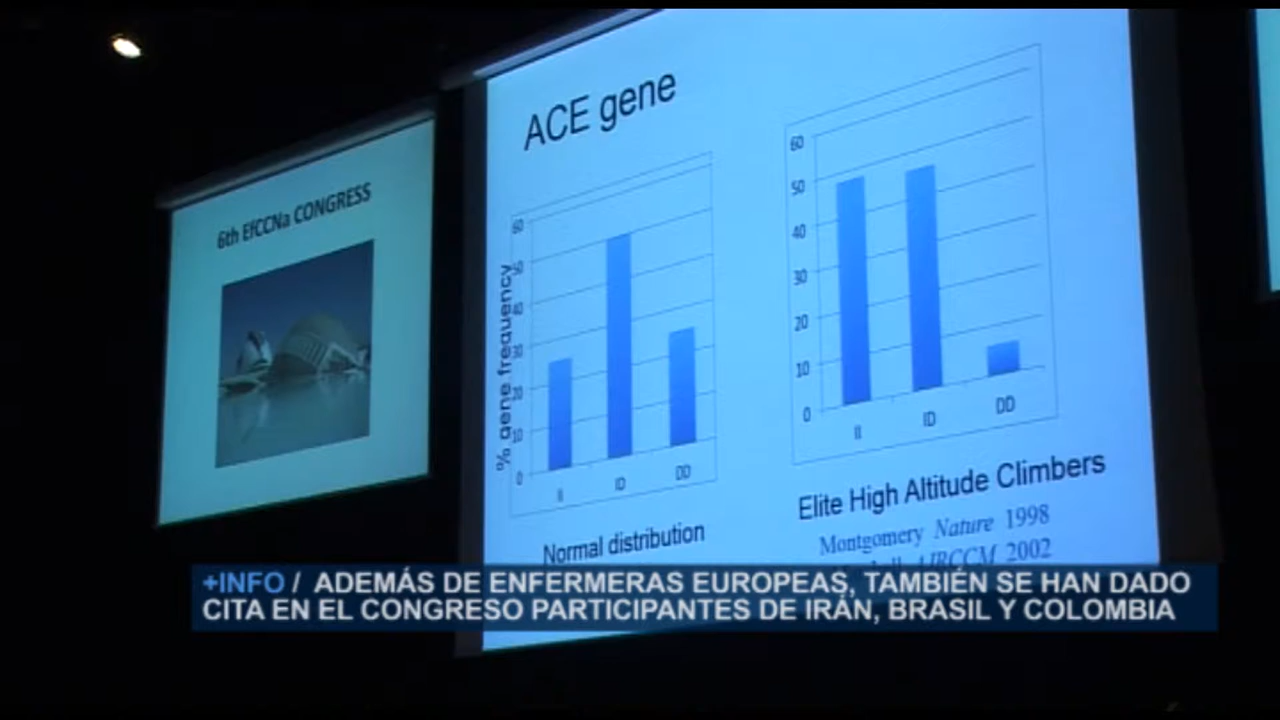 6th EfCCNa CONGRESS
ACE gene
% gene frequency
60
50
40
30
20
10
0
II
ID
DD
Normal distribution
60
50
40
30
20
10
0
II
ID
DD
Elite High Altitude Climbers
Montgomery Nature 1998
AJRCCM 2002
+INFO / ADEMÁS DE ENFERMERAS EUROPEAS, TAMBIÉN SE HAN DADO
CITA EN EL CONGRESO PARTICIPANTES DE IRÁN, BRASIL Y COLOMBIA